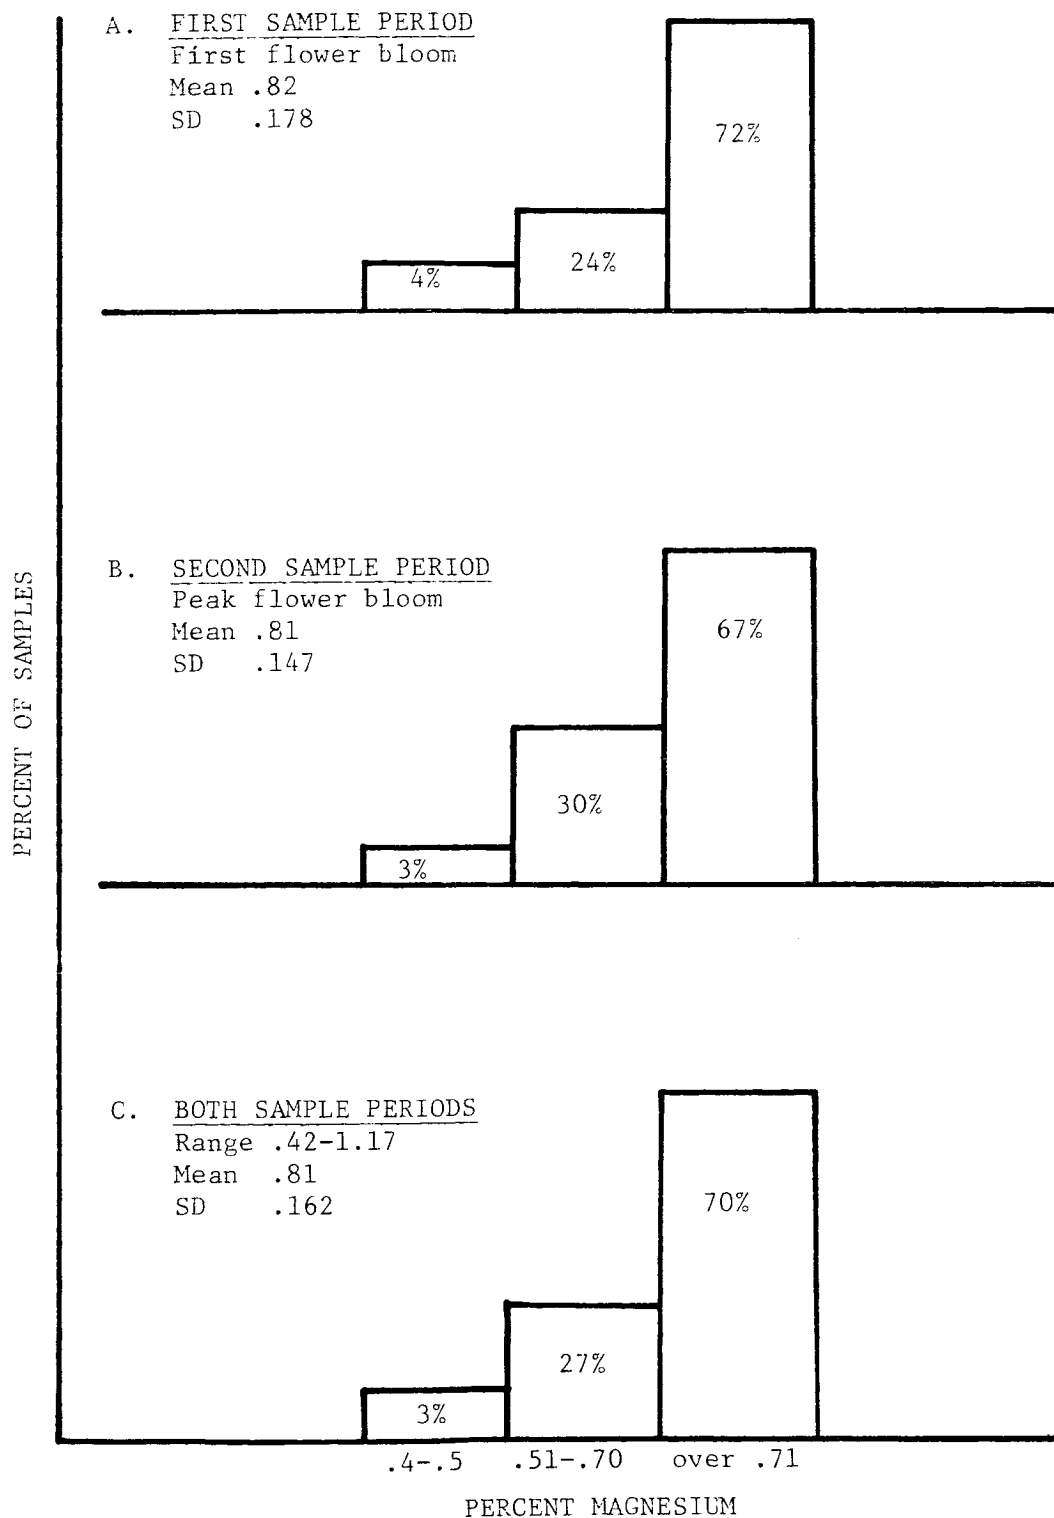 A. FIRST SAMPLE PERIOD
First flower bloom
Mean .82
SD .178
72%
24%
4%
B. SECOND SAMPLE PERIOD
Peak flower bloom
Mean .81
SD .147
67%
30%
3%
PERCENT OF SAMPLES
C. BOTH SAMPLE PERIODS
Range .42-1.17
Mean .81
SD .162
70%
27%
3%
.4-.5 .51-.70 over .71
PERCENT MAGNESIUM